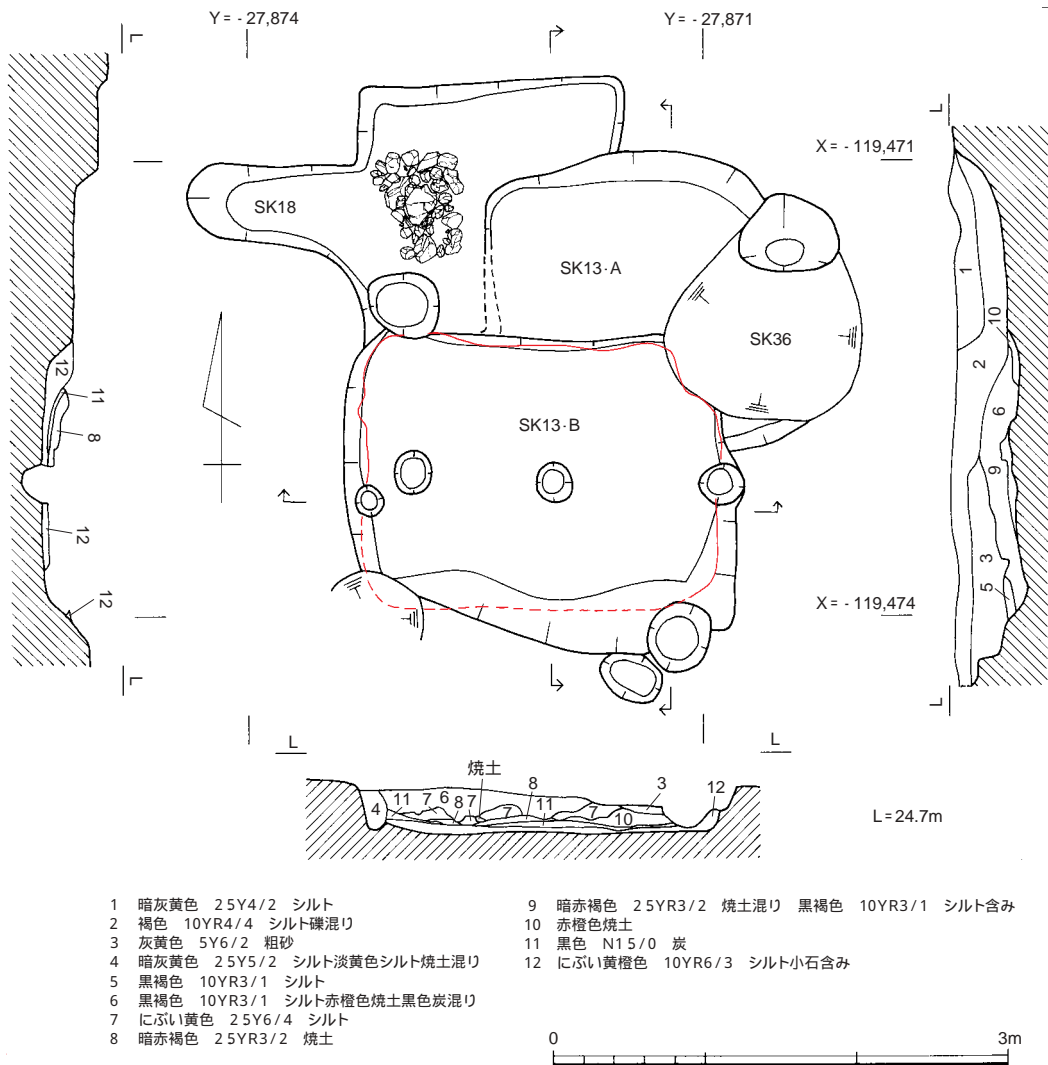 Y = - 27,874
Y = - 27,871
L
L
X = - 119,471
SK18
SK13·A
1
10
SK36
12
2
11
6
8
SK13·B
9
12
3
12
5
X = - 119,474
L
L
L
L
焼土
8
3
12
4
11
7
6
8
7
7
11
7
10
L = 24.7m
1 暗灰黄色 2 5Y4/2 シルト
2 褐色 10YR4/4 シルト礫混り
3 灰黄色 5Y6/2 粗砂
4 暗灰黄色 2 5Y5/2 シルト淡黄色シルト焼土混り
5 黒褐色 10YR3/1 シルト
6 黒褐色 10YR3/1 シルト赤橙色焼土黒色炭混り
7 にぶい黄色 2 5Y6/4 シルト
8 暗赤褐色 2 5YR3/2 焼土
9 暗赤褐色 2 5YR3/2 焼土混り 黒褐色 10YR3/1 シルト含み
10 赤橙色焼土
11 黒色 N1 5/0 炭
12 にぶい黄橙色 10YR6/3 シルト小石含み
0
3m